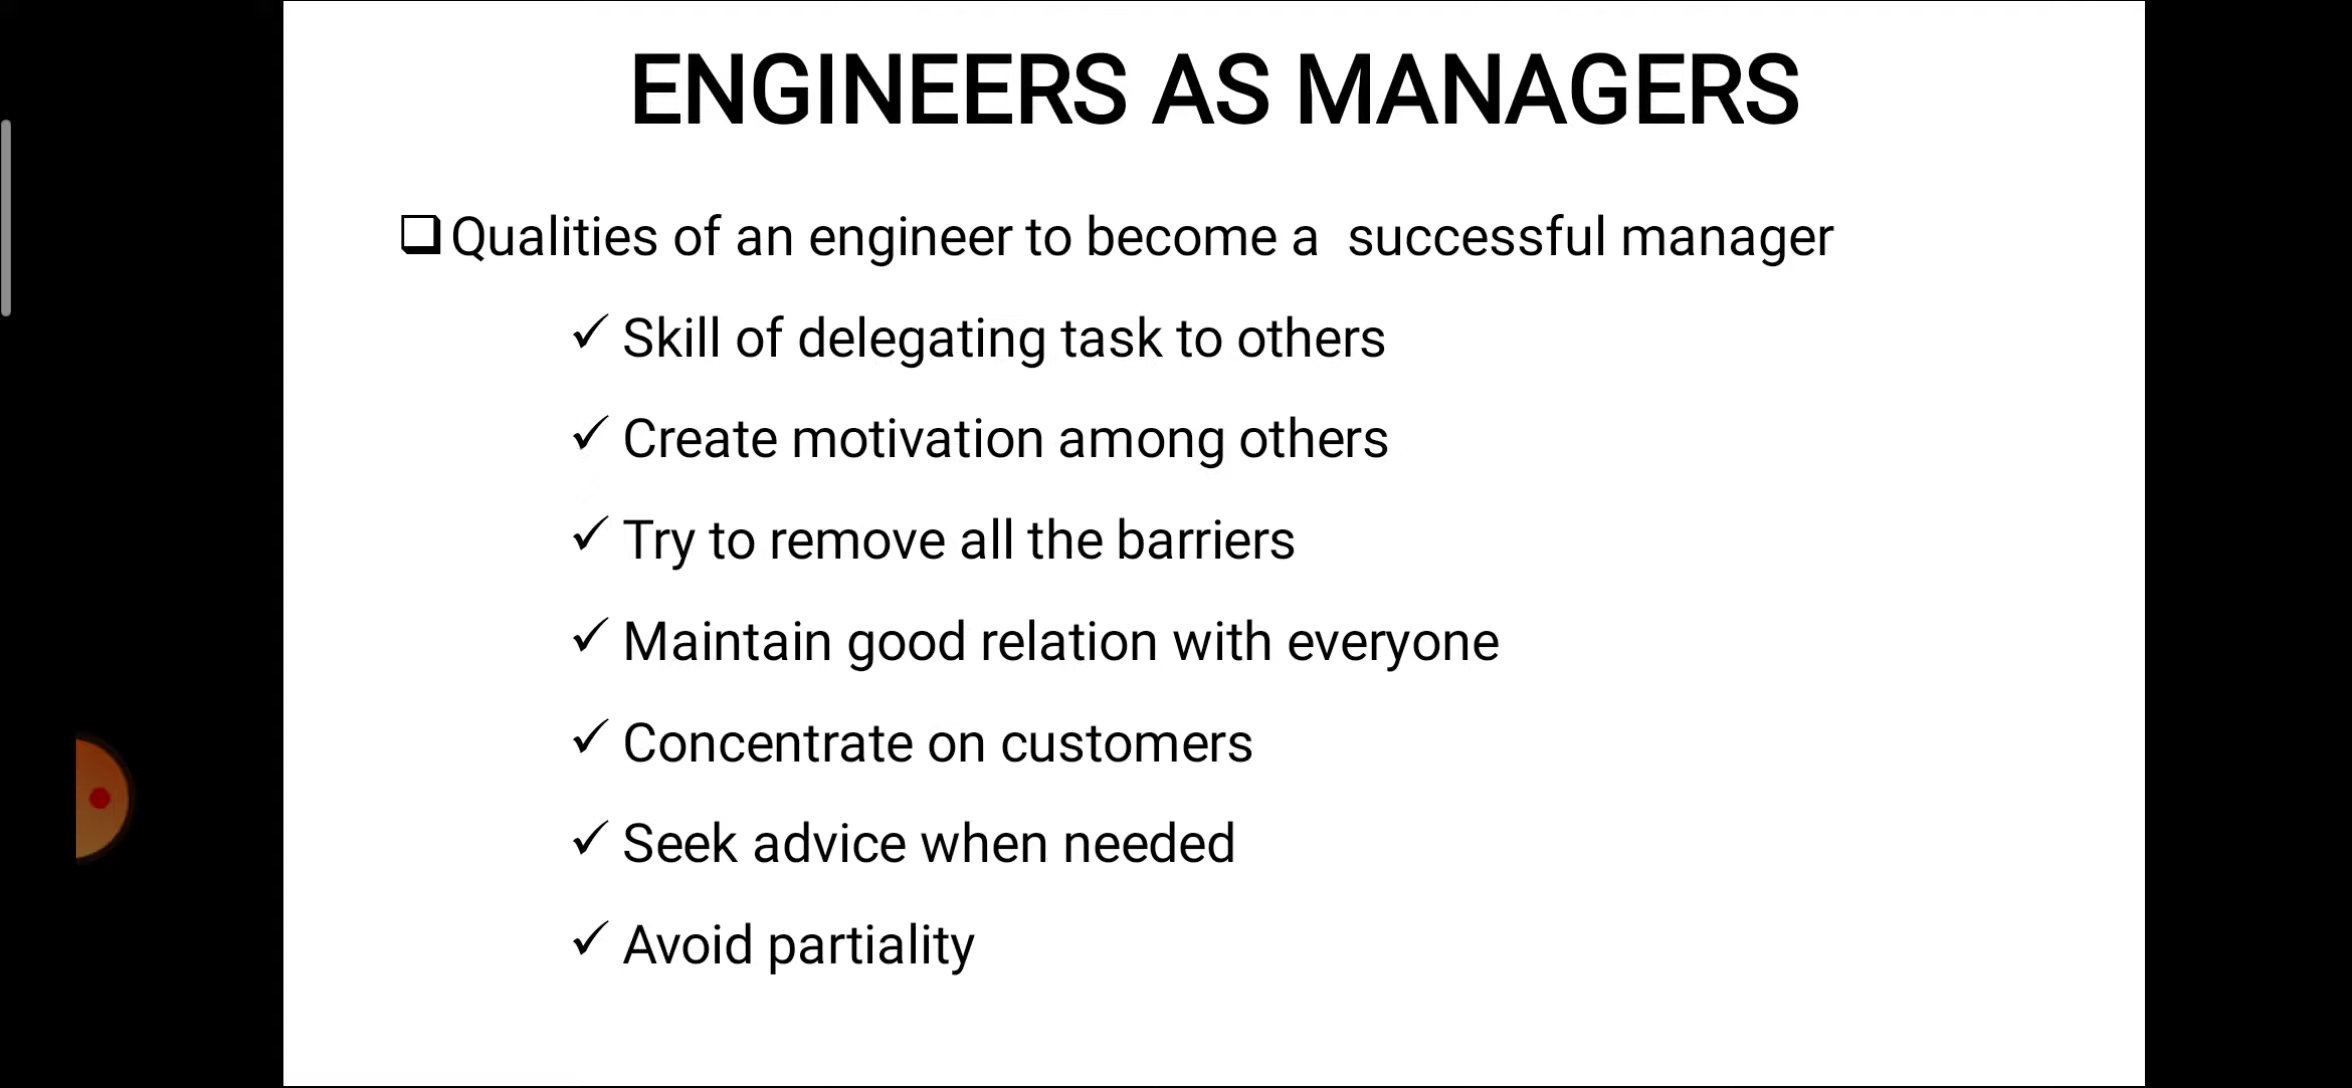 ENGINEERS AS MANAGERS
Qualities of an engineer to become a successful manager
Skill of delegating task to others
Create motivation among others
Try to remove all the barriers
Maintain good relation with everyone
Concentrate on customers
Seek advice when needed
Avoid partiality